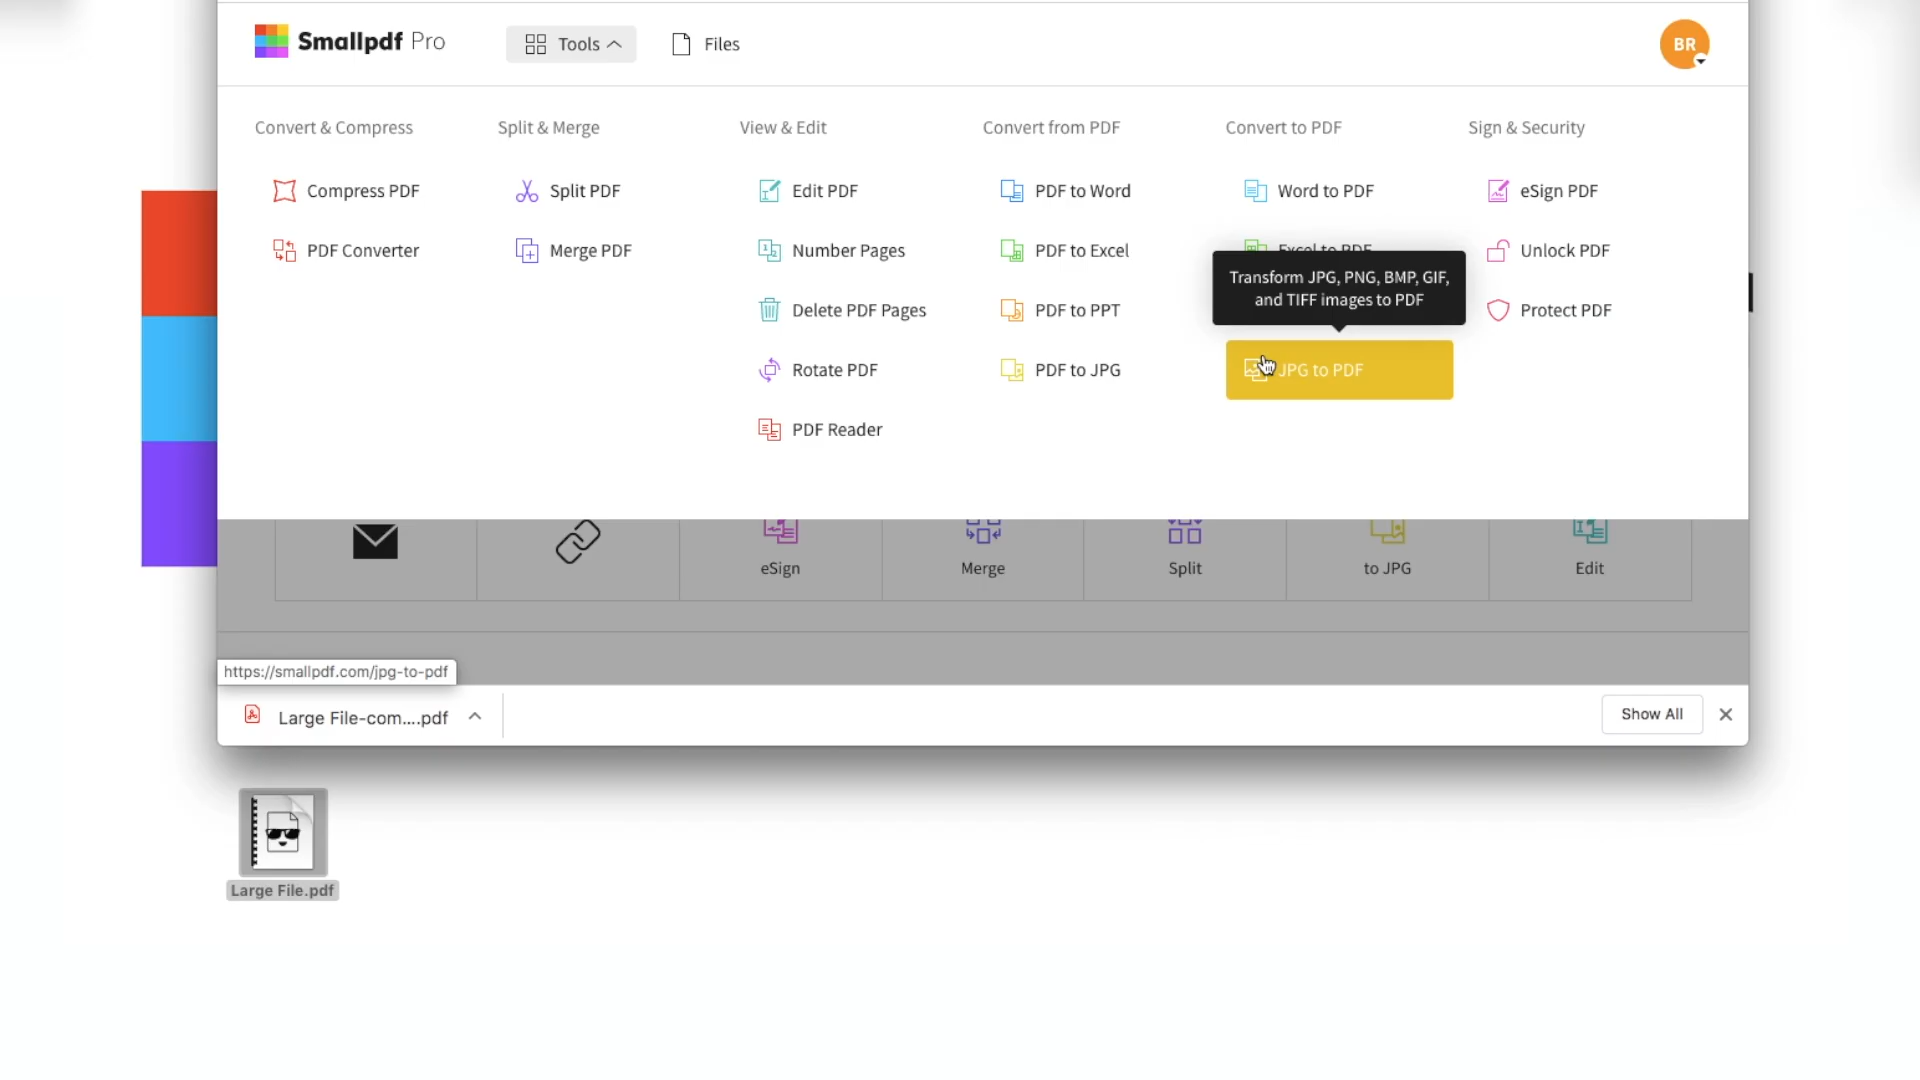 Smallpdf Pro
Tools
Files
BR
Convert & Compress
Compress PDF
PDF Converter
Split & Merge
Split PDF
Merge PDF
View & Edit
Edit PDF
Number Pages
Delete PDF Pages
Rotate PDF
PDF Reader
Convert from PDF
PDF to Word
PDF to Excel
PDF to PPT
PDF to JPG
Convert to PDF
Word to PDF
Excel to PDF
Transform JPG, PNG, BMP, GIF,
and TIFF images to PDF
JPG to PDF
Sign & Security
eSign PDF
Unlock PDF
Protect PDF
eSign
Merge
Split
to JPG
Edit
https://smallpdf.com/jpg-to-pdf
Large File-com....pdf
Show All
Large File.pdf